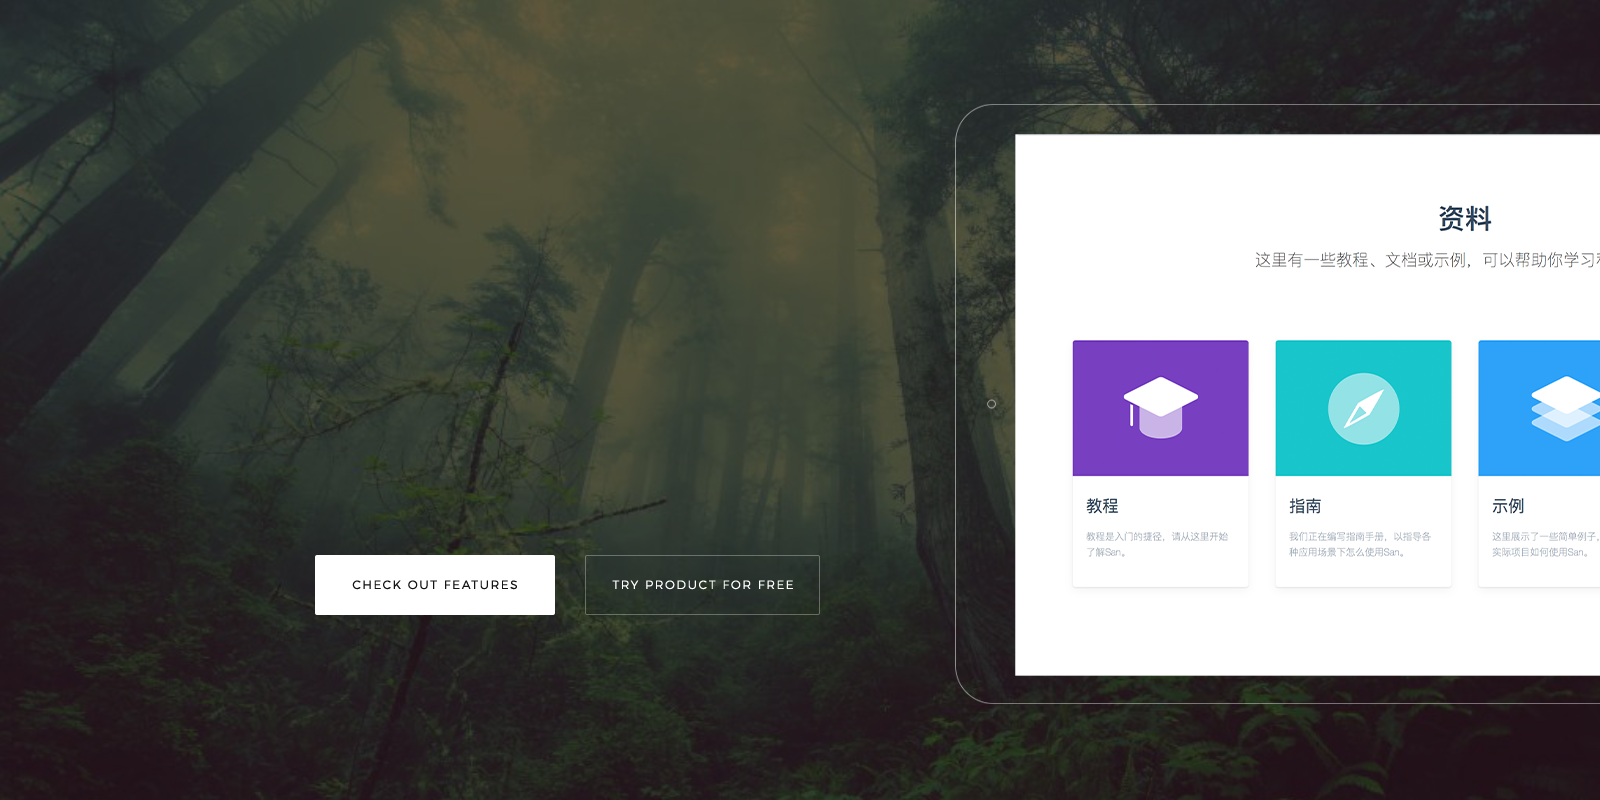 资料
这里有一些教程、文档或示例，可以帮助你学习
教程
教程是入门的捷径，请从这里开始
了解San。
指南
我们正在编写指南手册，以指导各
种应用场景下怎么使用San。
示例
这里展示了一些简单例子，
实际项目如何使用San。
CHECK OUT FEATURES
TRY PRODUCT FOR FREE